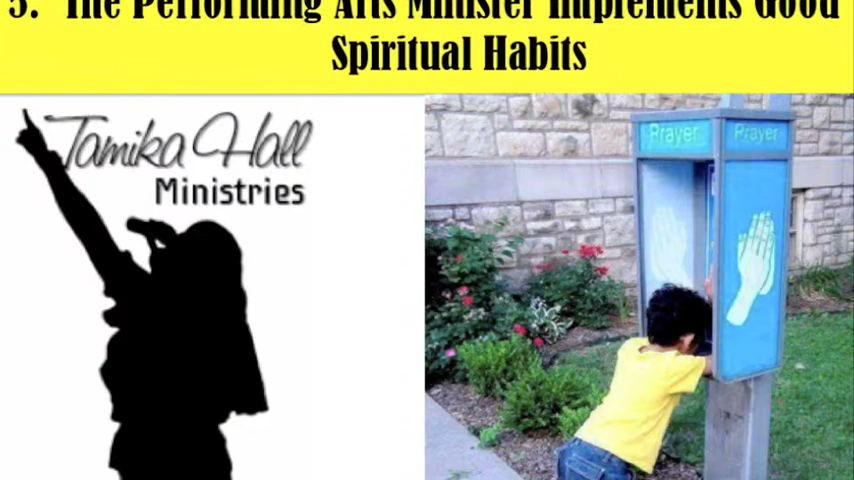 5. The Performing Arts Minister Implements Good
Spiritual Habits
Tamika Hall
Ministries
Prayer
Prayer